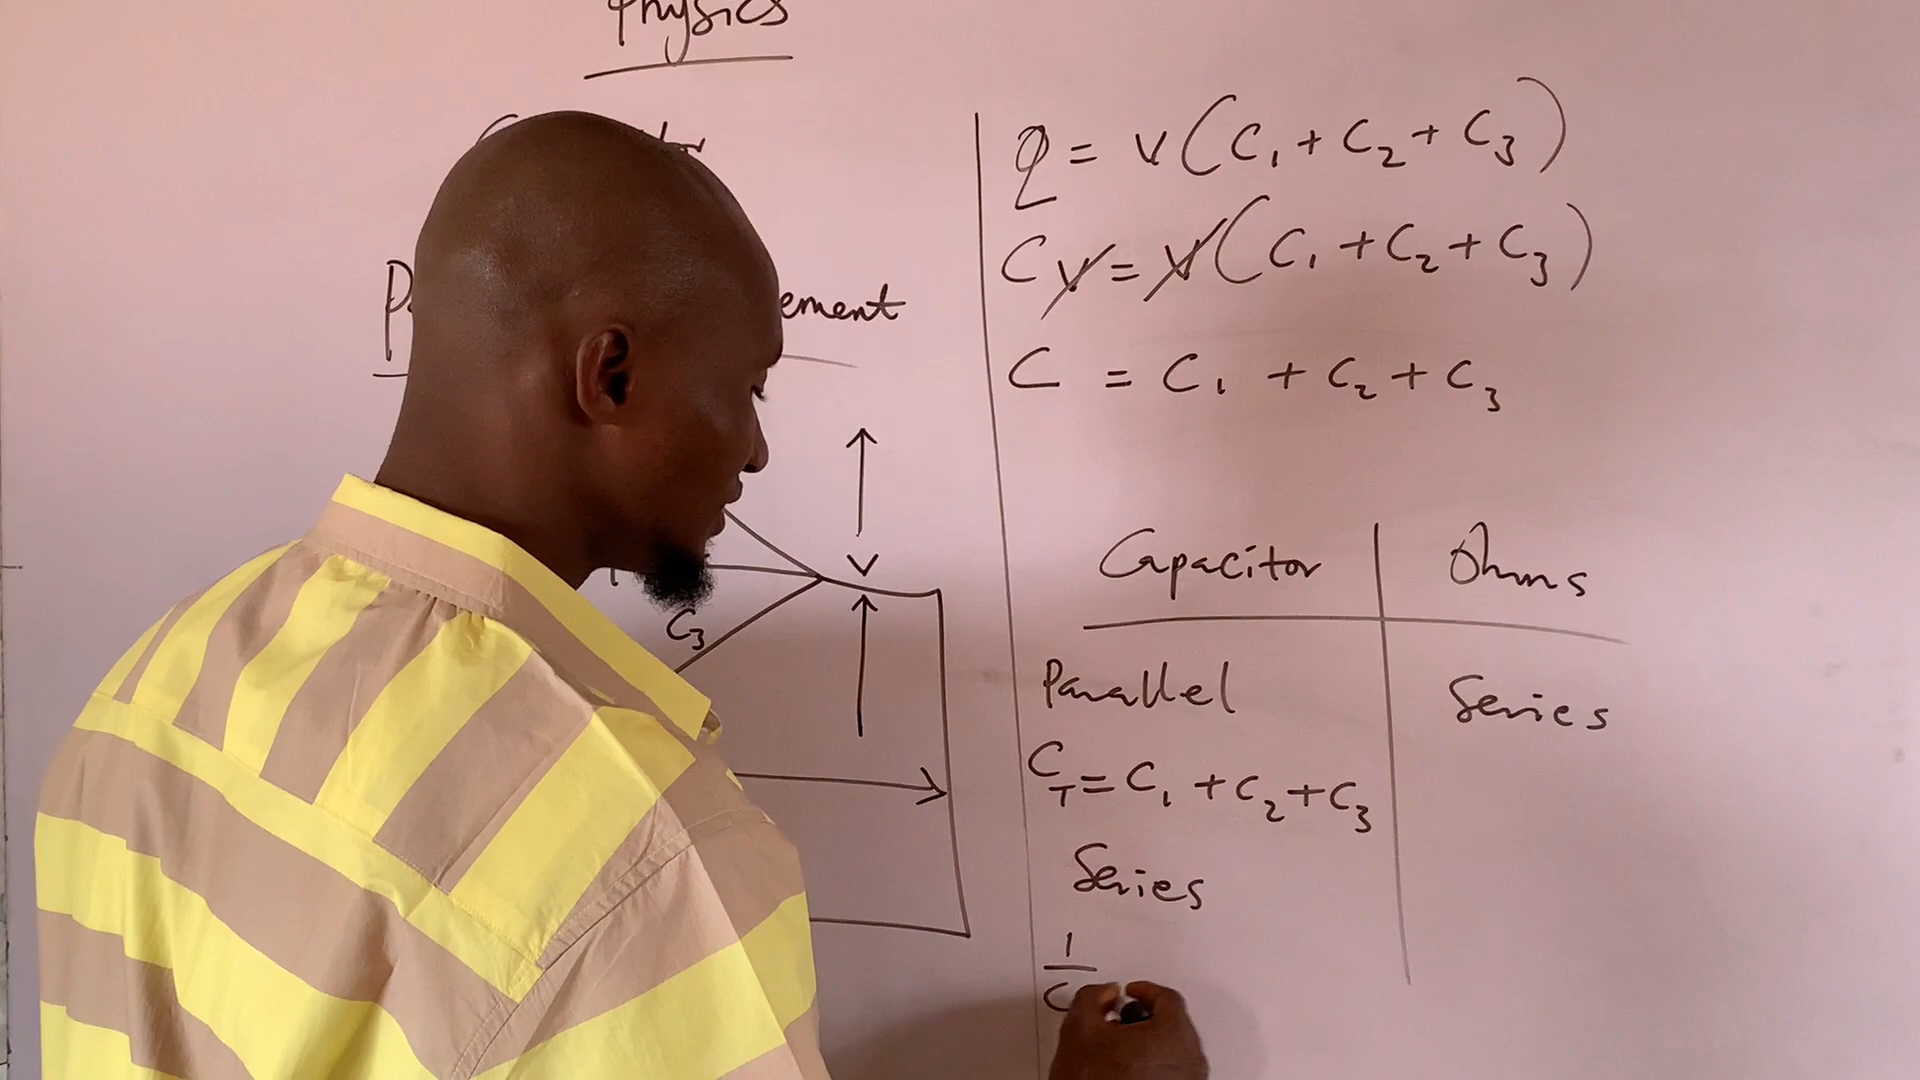 Physics
ement
V
C3
Q = V(C1 + C2 + C3)
CV = V(C1 + C2 + C3)
C = C1 + C2 + C3
Capacitor | Ohms
Parallel | Series
CT = C1 + C2 + C3
Series
1/C